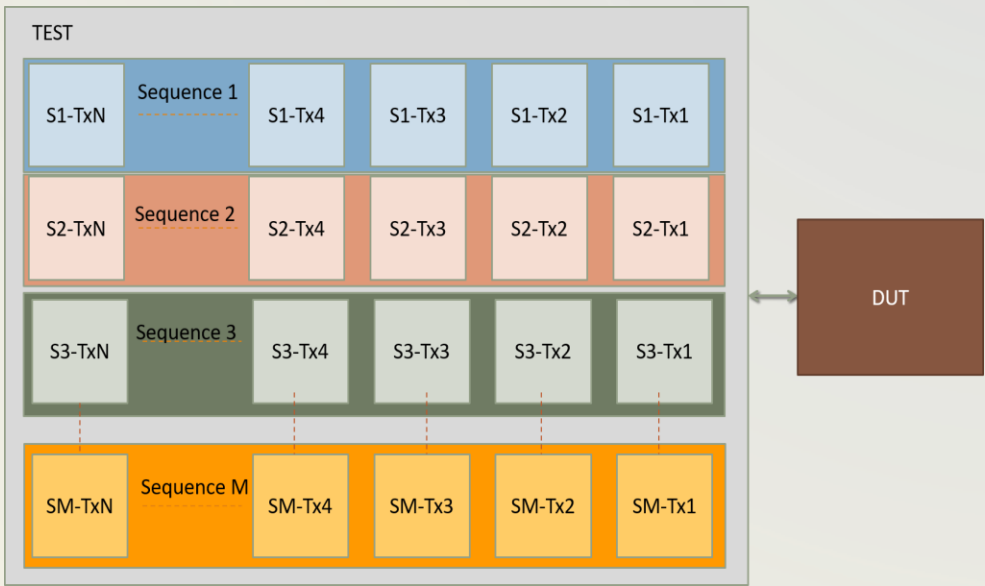 TEST
Sequence 1
S1-TxN
S1-Tx4
S1-Tx3
S1-Tx2
S1-Tx1
Sequence 2
S2-TxN
S2-Tx4
S2-Tx3
S2-Tx2
S2-Tx1
DUT
Sequence 3
S3-TxN
S3-Tx4
S3-Tx3
S3-Tx2
S3-Tx1
Sequence M
SM-TxN
SM-Tx4
SM-Tx3
SM-Tx2
SM-Tx1